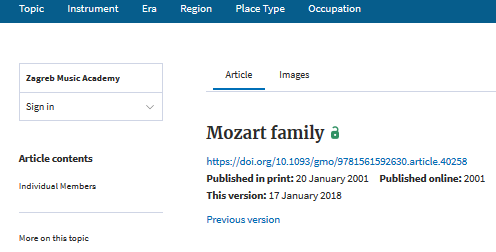 Topic Instrument Era Region Place Type Occupation
Zagreb Music Academy
Sign in
Article contents
Individual Members
More on this topic
Article Images
Mozart family
https://doi.org/10.1093/gmo/9781561592630.article.40258
Published in print: 20 January 2001 Published online: 2001
This version: 17 January 2018
Previous version